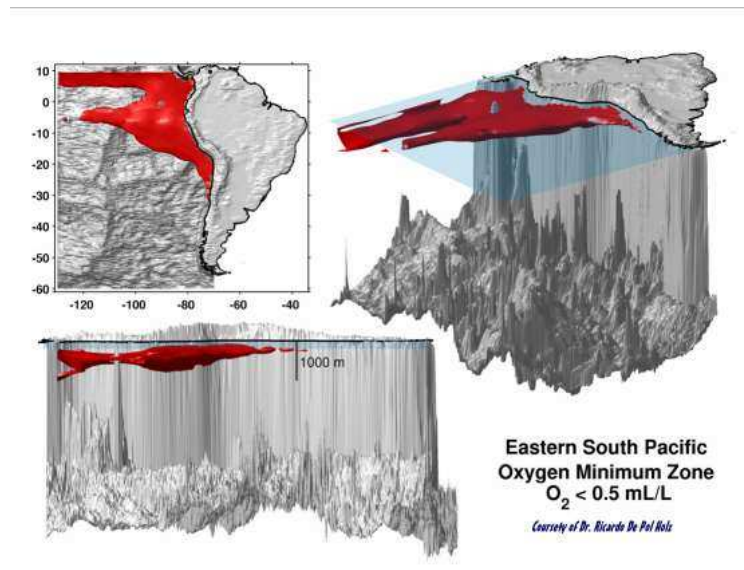 10
0
-10
-20
-30
-40
-50
-60
-120 -100 -80 -60 -40
1000 m
Eastern South Pacific
Oxygen Minimum Zone
O2 < 0.5 mL/L
Coursety of Dr. Ricardo De Pol Holz